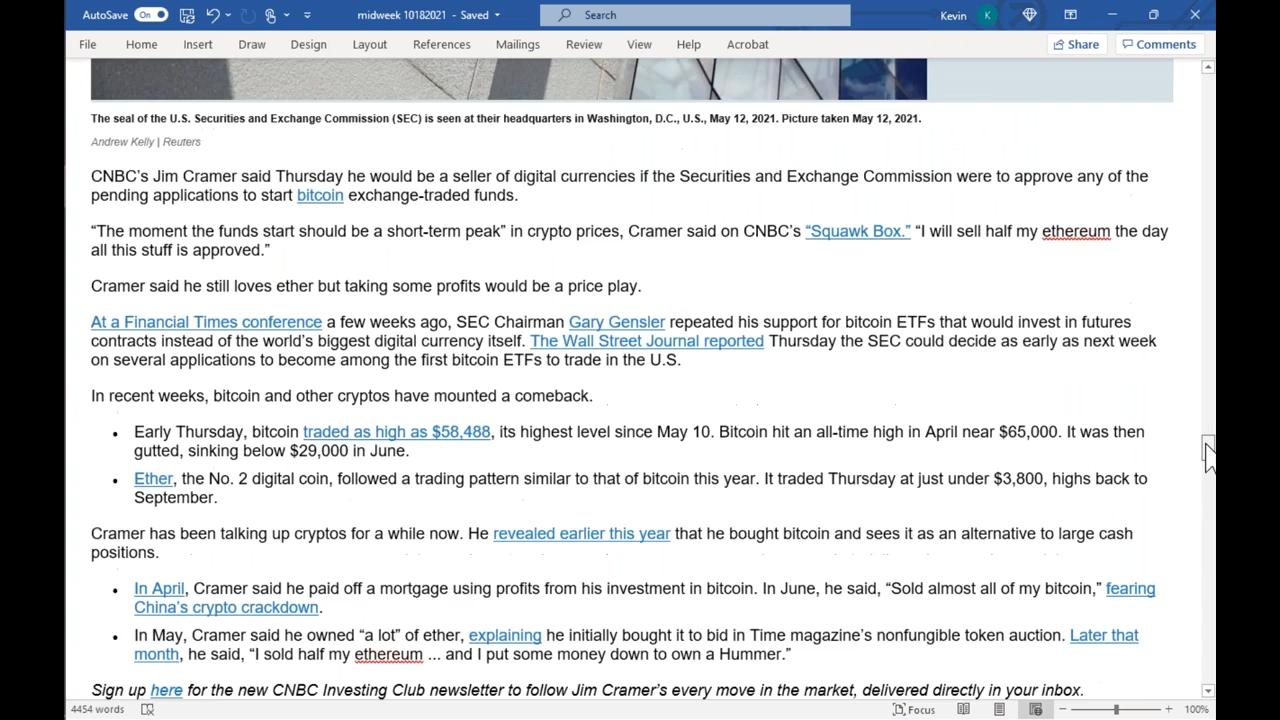 AutoSave On midweek 10182021 - Saved Search Kevin K
File Home Insert Draw Design Layout References Mailings Review View Help Acrobat Share Comments
The seal of the U.S. Securities and Exchange Commission (SEC) is seen at their headquarters in Washington, D.C., U.S., May 12, 2021. Picture taken May 12, 2021.
Andrew Kelly | Reuters
CNBC’s Jim Cramer said Thursday he would be a seller of digital currencies if the Securities and Exchange Commission were to approve any of the
pending applications to start bitcoin exchange-traded funds.
“The moment the funds start should be a short-term peak” in crypto prices, Cramer said on CNBC’s “Squawk Box.” “I will sell half my ethereum the day
all this stuff is approved.”
Cramer said he still loves ether but taking some profits would be a price play.
At a Financial Times conference a few weeks ago, SEC Chairman Gary Gensler repeated his support for bitcoin ETFs that would invest in futures
contracts instead of the world’s biggest digital currency itself. The Wall Street Journal reported Thursday the SEC could decide as early as next week
on several applications to become among the first bitcoin ETFs to trade in the U.S.
In recent weeks, bitcoin and other cryptos have mounted a comeback.
• Early Thursday, bitcoin traded as high as $58,488, its highest level since May 10. Bitcoin hit an all-time high in April near $65,000. It was then
gutted, sinking below $29,000 in June.
• Ether, the No. 2 digital coin, followed a trading pattern similar to that of bitcoin this year. It traded Thursday at just under $3,800, highs back to
September.
Cramer has been talking up cryptos for a while now. He revealed earlier this year that he bought bitcoin and sees it as an alternative to large cash
positions.
• In April, Cramer said he paid off a mortgage using profits from his investment in bitcoin. In June, he said, “Sold almost all of my bitcoin,” fearing
China’s crypto crackdown.
• In May, Cramer said he owned “a lot” of ether, explaining he initially bought it to bid in Time magazine’s nonfungible token auction. Later that
month, he said, “I sold half my ethereum ... and I put some money down to own a Hummer.”
Sign up here for the new CNBC Investing Club newsletter to follow Jim Cramer’s every move in the market, delivered directly in your inbox.
4454 words Focus 100%